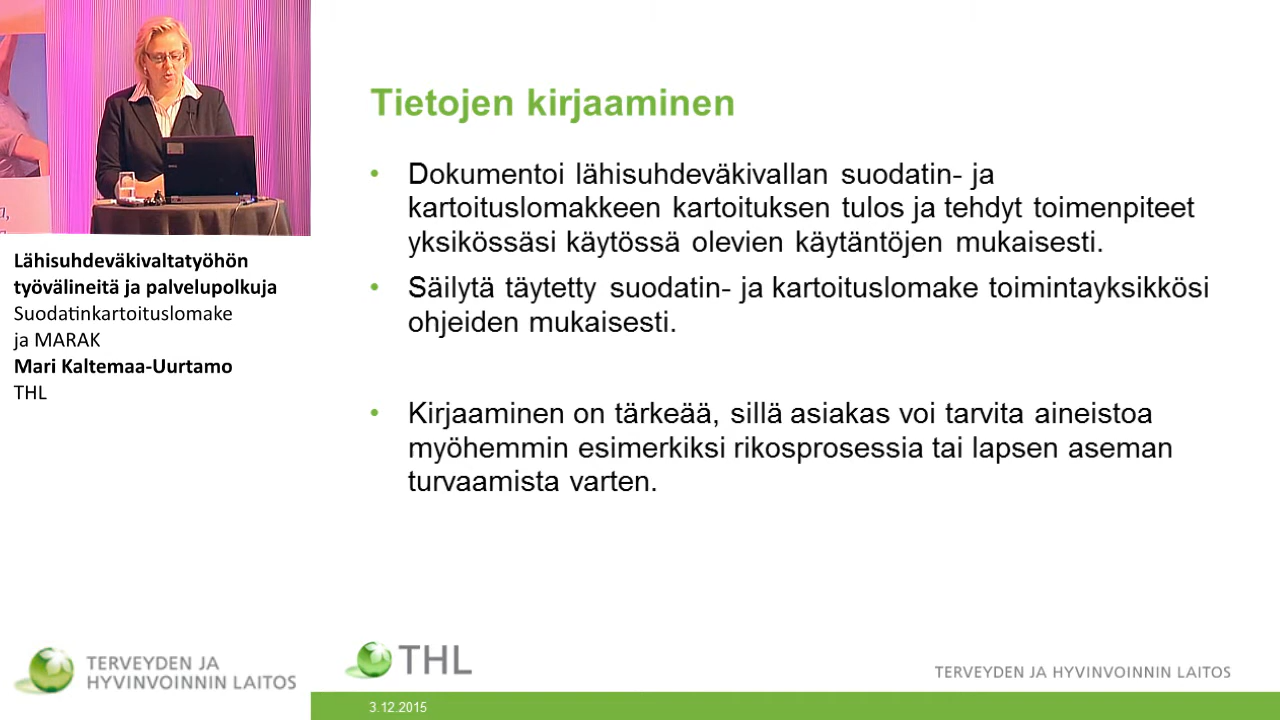 Tietojen kirjaaminen
• Dokumentoi lähisuhdeväkivallan suodatin- ja
kartoituslomakkeen kartoituksen tulos ja tehdyt toimenpiteet
yksikössäsi käytössä olevien käytäntöjen mukaisesti.
• Säilytä täytetty suodatin- ja kartoituslomake toimintayksikkösi
ohjeiden mukaisesti.
• Kirjaaminen on tärkeää, sillä asiakas voi tarvita aineistoa
myöhemmin esimerkiksi rikosprosessia tai lapsen aseman
turvaamista varten.
Lähisuhdeväkivaltatyöhön
työvälineitä ja palvelupolkuja
Suodatinkartoituslomake
ja MARAK
Mari Kaltemaa-Uurtamo
THL
TERVEYDEN JA
HYVINVOINNIN LAITOS
THL
TERVEYDEN JA HYVINVOINNIN LAITOS
3.12.2015